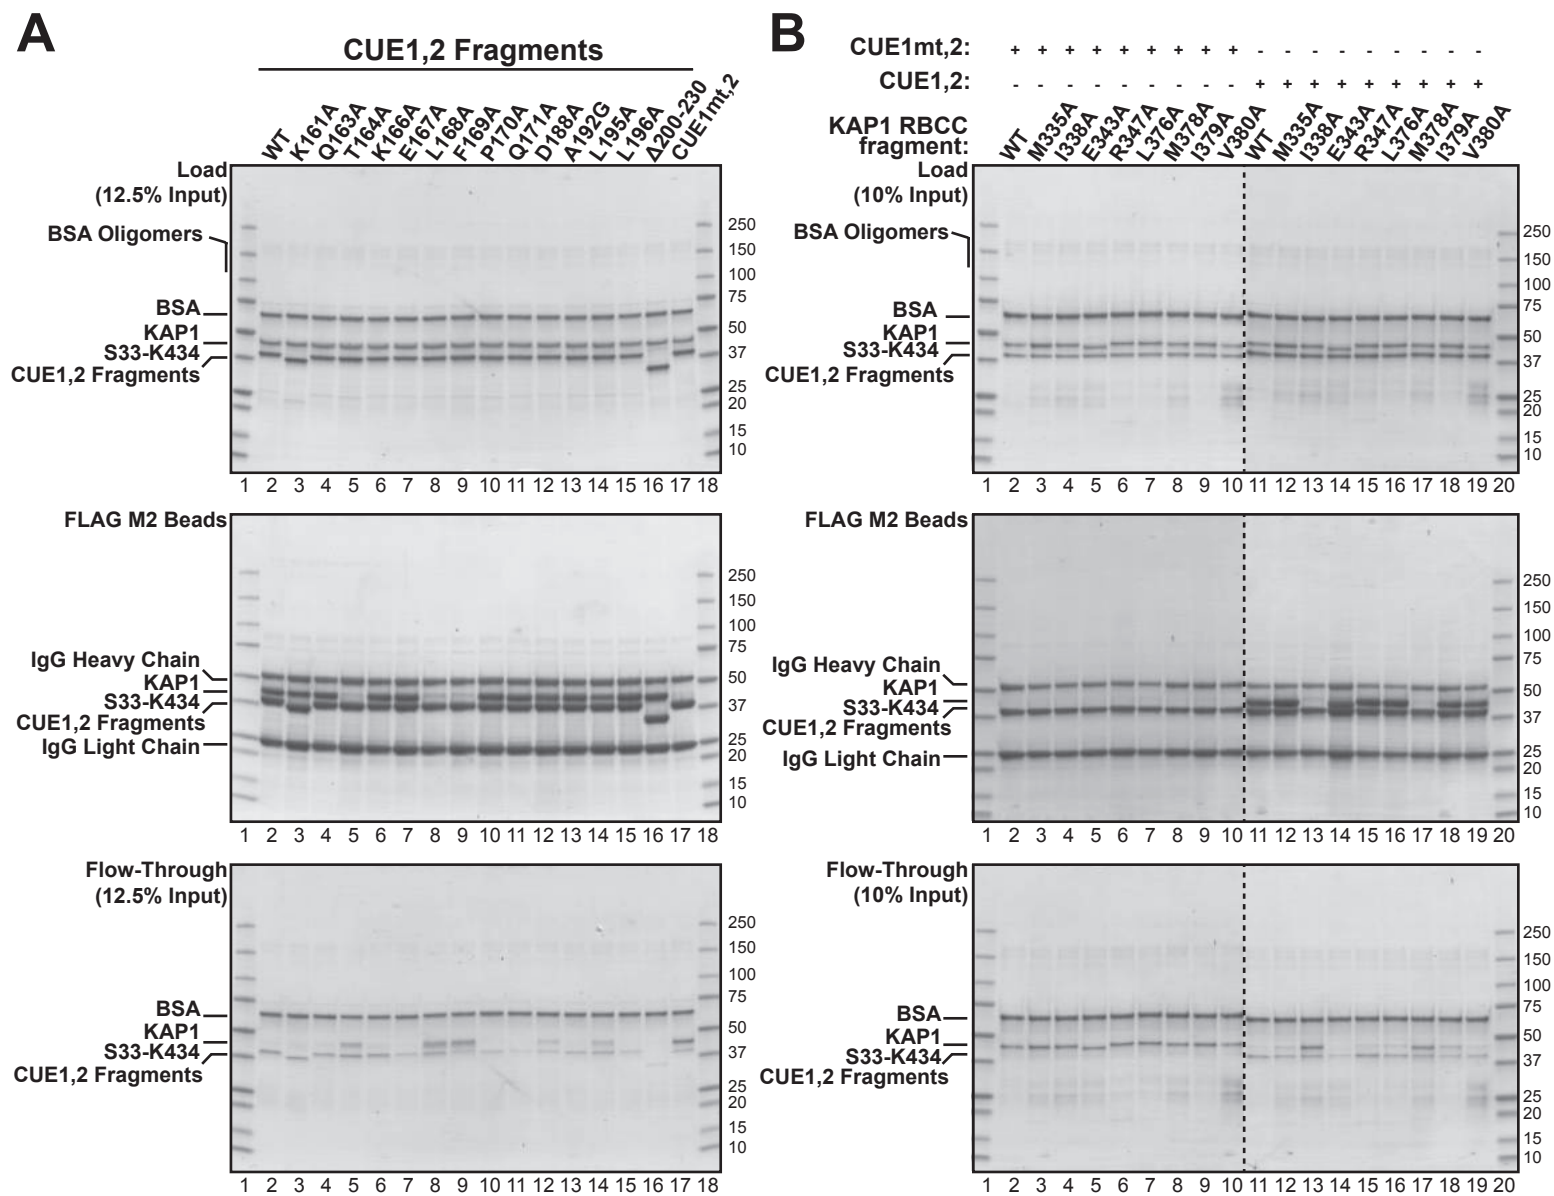 A
CUE1,2 Fragments
WT
K161A
Q163A
T164A
K166A
E167A
L168A
F169A
P170A
Q171A
D188A
A192G
L195A
L196A
Δ200-230
CUE1mt,2
Load
(12.5% Input)
BSA Oligomers
BSA
KAP1
S33-K434
CUE1,2 Fragments
250
150
100
75
50
37
25
20
15
10
1 2 3 4 5 6 7 8 9 10 11 12 13 14 15 16 17 18
FLAG M2 Beads
IgG Heavy Chain
KAP1
S33-K434
CUE1,2 Fragments
IgG Light Chain
250
150
100
75
50
37
25
20
15
10
1 2 3 4 5 6 7 8 9 10 11 12 13 14 15 16 17 18
Flow-Through
(12.5% Input)
BSA
KAP1
S33-K434
CUE1,2 Fragments
250
150
100
75
50
37
25
20
15
10
1 2 3 4 5 6 7 8 9 10 11 12 13 14 15 16 17 18
B
CUE1mt,2: + + + + + + + + + - - - - - - - - -
CUE1,2: - - - - - - - - - + + + + + + + + +
KAP1 RBCC
fragment:
WT
M335A
I338A
E343A
R347A
L376A
M378A
I379A
V380A
WT
M335A
I338A
E343A
R347A
L376A
M378A
I379A
V380A
Load
(10% Input)
BSA Oligomers
BSA
KAP1
S33-K434
CUE1,2 Fragments
250
150
100
75
50
37
25
20
15
10
1 2 3 4 5 6 7 8 9 10 11 12 13 14 15 16 17 18 19 20
FLAG M2 Beads
IgG Heavy Chain
KAP1
S33-K434
CUE1,2 Fragments
IgG Light Chain
250
150
100
75
50
37
25
20
15
10
1 2 3 4 5 6 7 8 9 10 11 12 13 14 15 16 17 18 19 20
Flow-Through
(10% Input)
BSA
KAP1
S33-K434
CUE1,2 Fragments
250
150
100
75
50
37
25
20
15
10
1 2 3 4 5 6 7 8 9 10 11 12 13 14 15 16 17 18 19 20